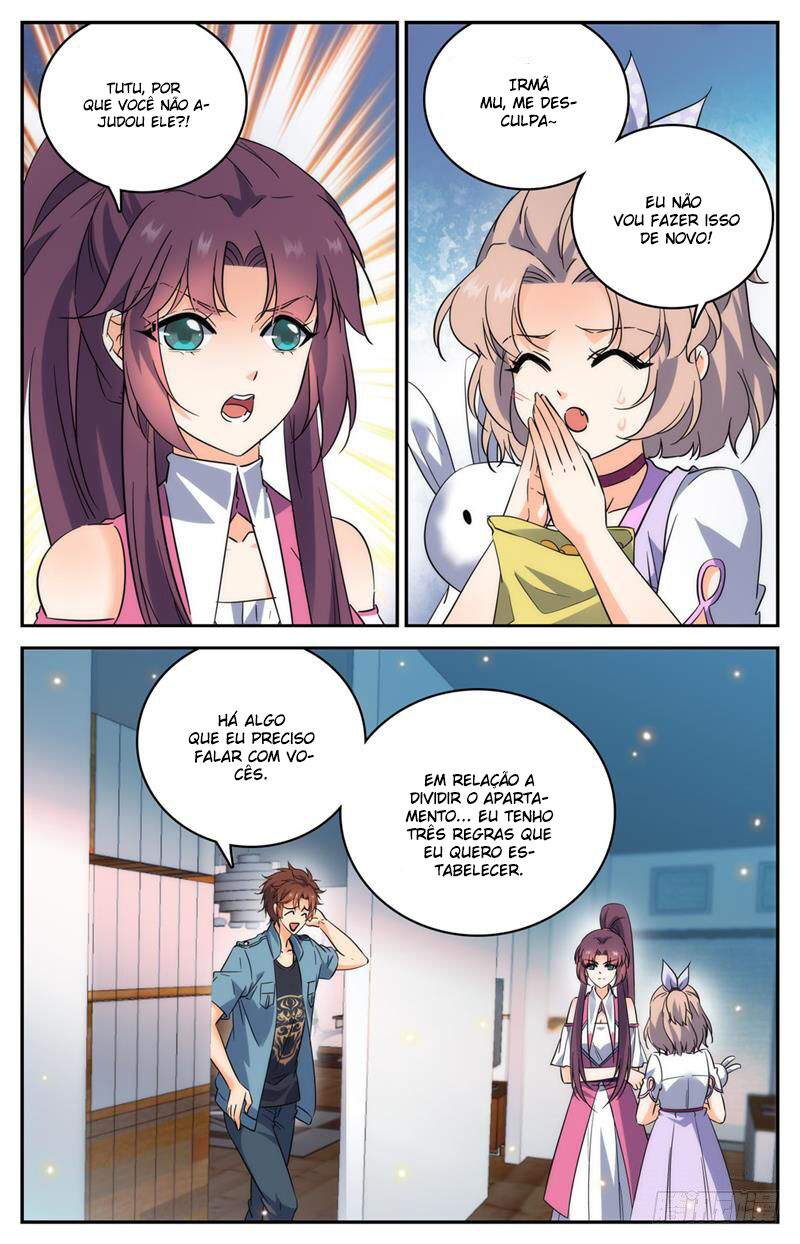 TUTU, POR
QUE VOCÊ NÃO A-
JUDOU ELE?!
IRMÃ
MU, ME DES-
CULPA~
EU NÃO
VOU FAZER ISSO
DE NOVO!
HÁ ALGO
QUE EU PRECISO
FALAR COM VO-
CÊS.
EM RELAÇÃO A
DIVIDIR O APARTA-
MENTO... EU TENHO
TRÊS REGRAS QUE
EU QUERO ES-
TABELECER.